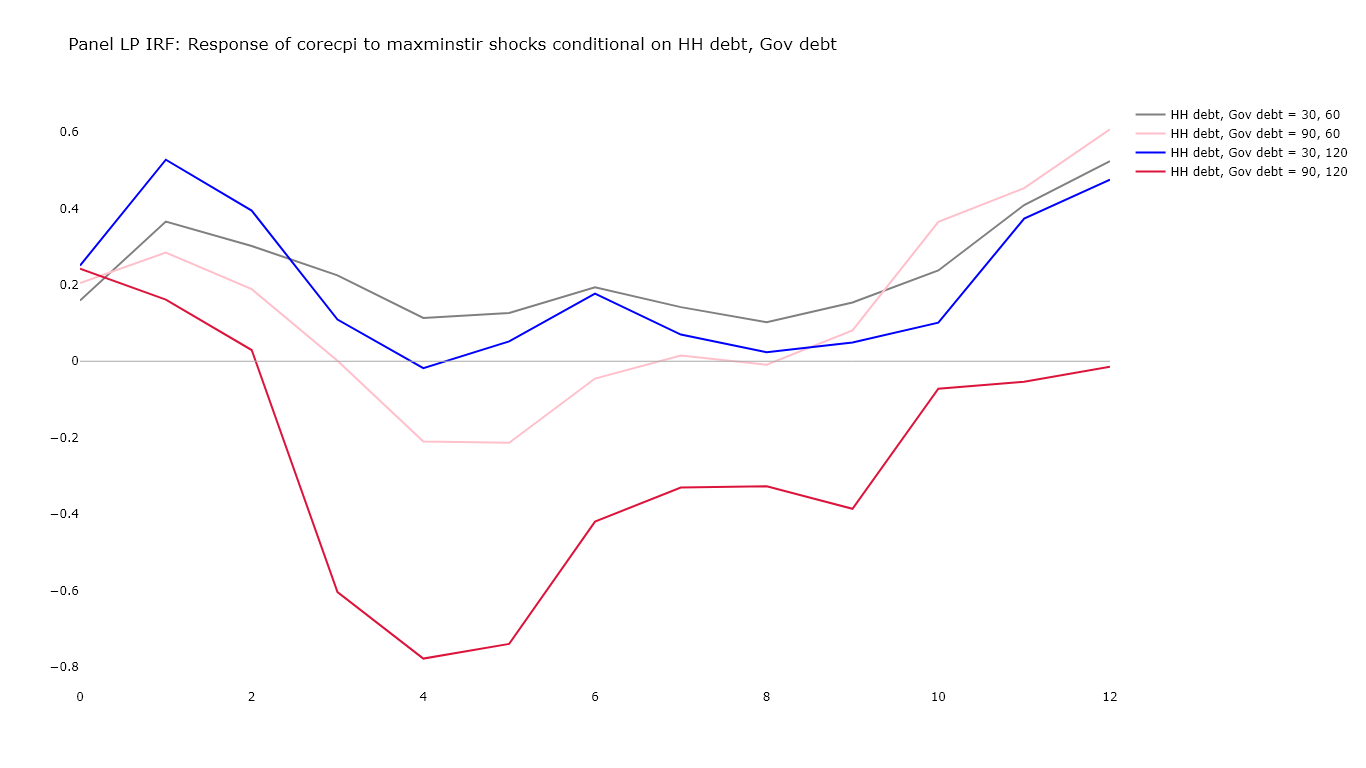 Panel LP IRF: Response of corecpi to maxminstir shocks conditional on HH debt, Gov debt
HH debt, Gov debt = 30, 60
HH debt, Gov debt = 90, 60
HH debt, Gov debt = 30, 120
HH debt, Gov debt = 90, 120
0.6
0.4
0.2
0
−0.2
−0.4
−0.6
−0.8
0 2 4 6 8 10 12